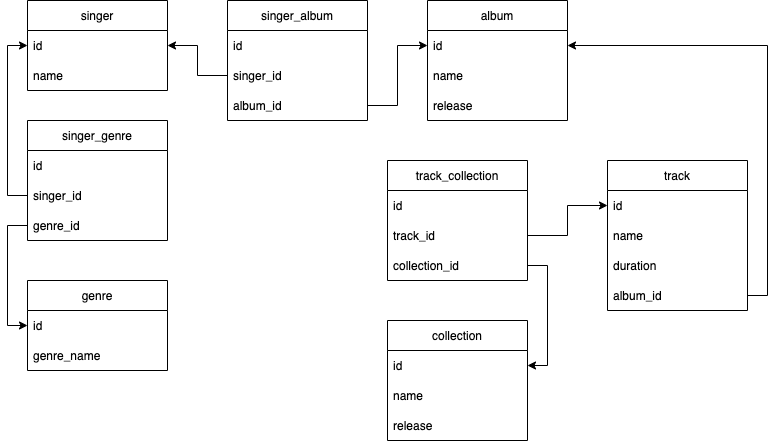 singer
id
name
singer_album
id
singer_id
album_id
album
id
name
release
singer_genre
id
singer_id
genre_id
track_collection
id
track_id
collection_id
track
id
name
duration
album_id
genre
id
genre_name
collection
id
name
release